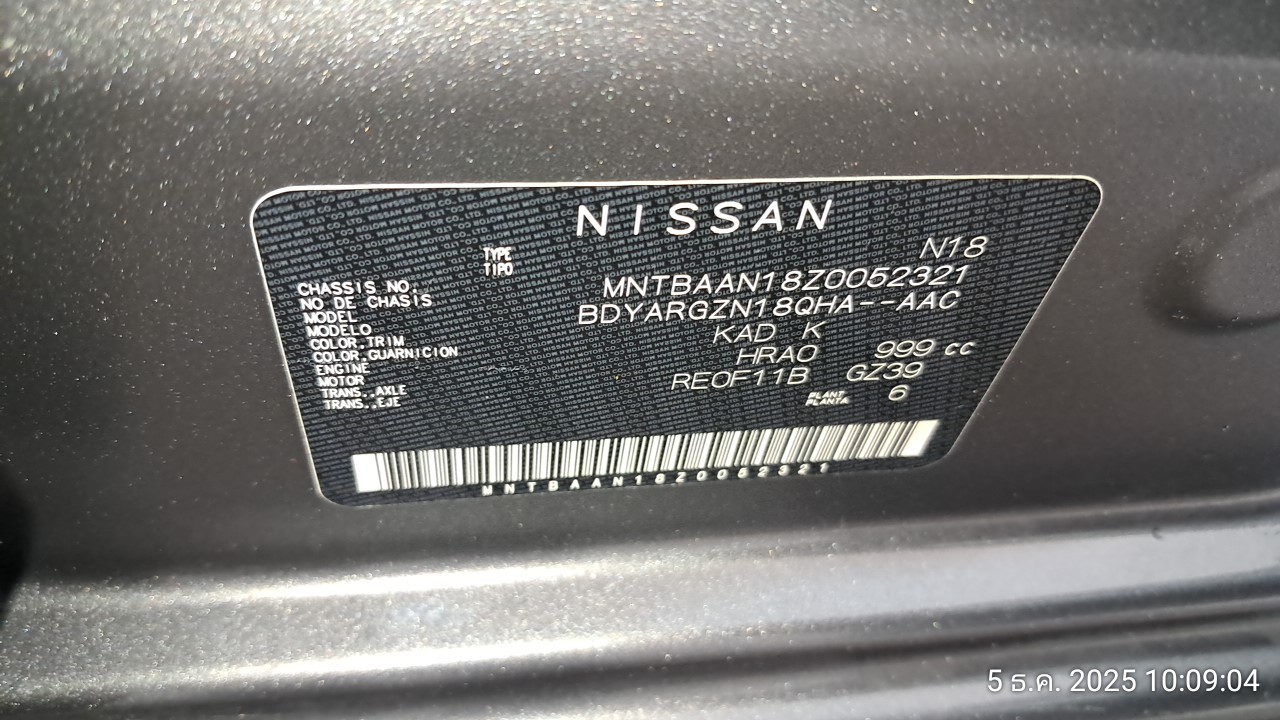 NISSAN
TYPE N18
TIPO
CHASSIS NO. MNTBAAN18Z0052321
NO DE CHASIS
MODEL BDYARGZN18QHA--AAC
MODELO
COLOR,TRIM KAD K
COLOR,GUARNICION
ENGINE HRA0 999 cc
MOTOR
TRANS.,AXLE RE0F11B GZ39
TRANS.,EJE
PLANT 6
PLANTA
MNTBAAN18Z0052321
5 ธ.ค. 2025 10:09:04